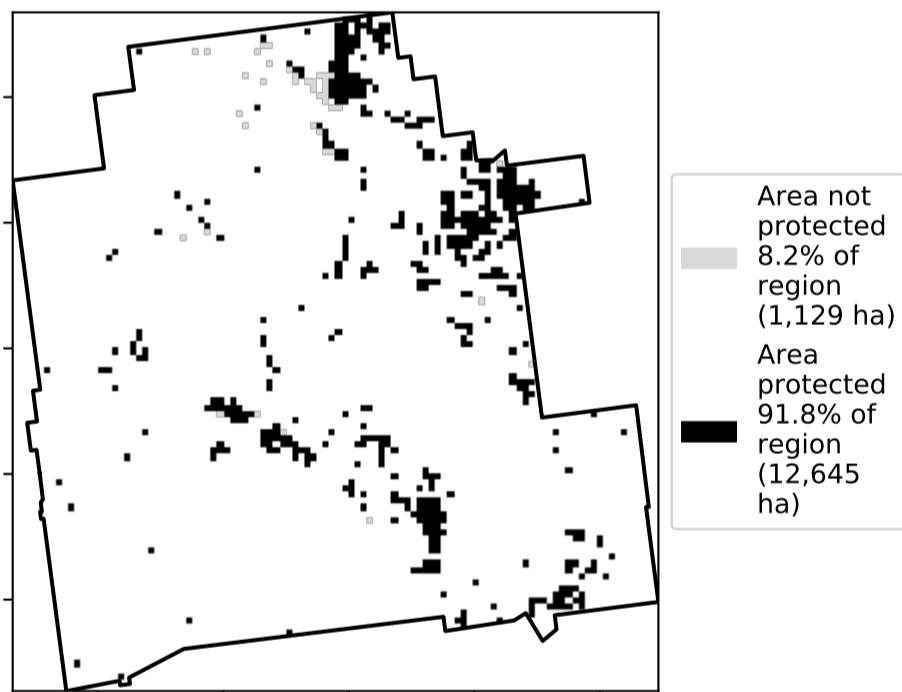 Area not
protected
8.2% of
region
(1,129 ha)
Area
protected
91.8% of
region
(12,645
ha)